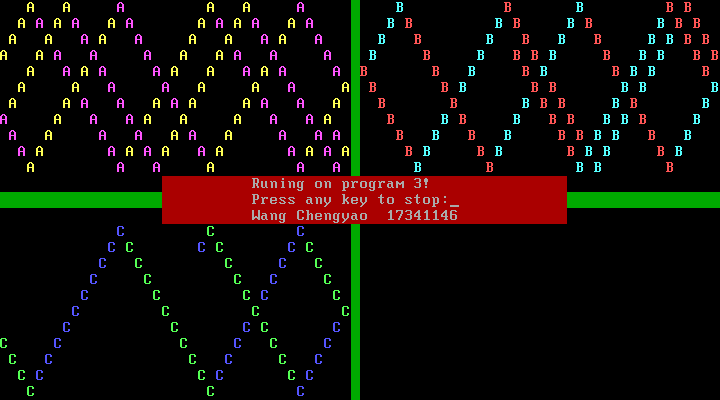 Runing on program 3!
Press any key to stop:_
Wang Chengyao  17341146